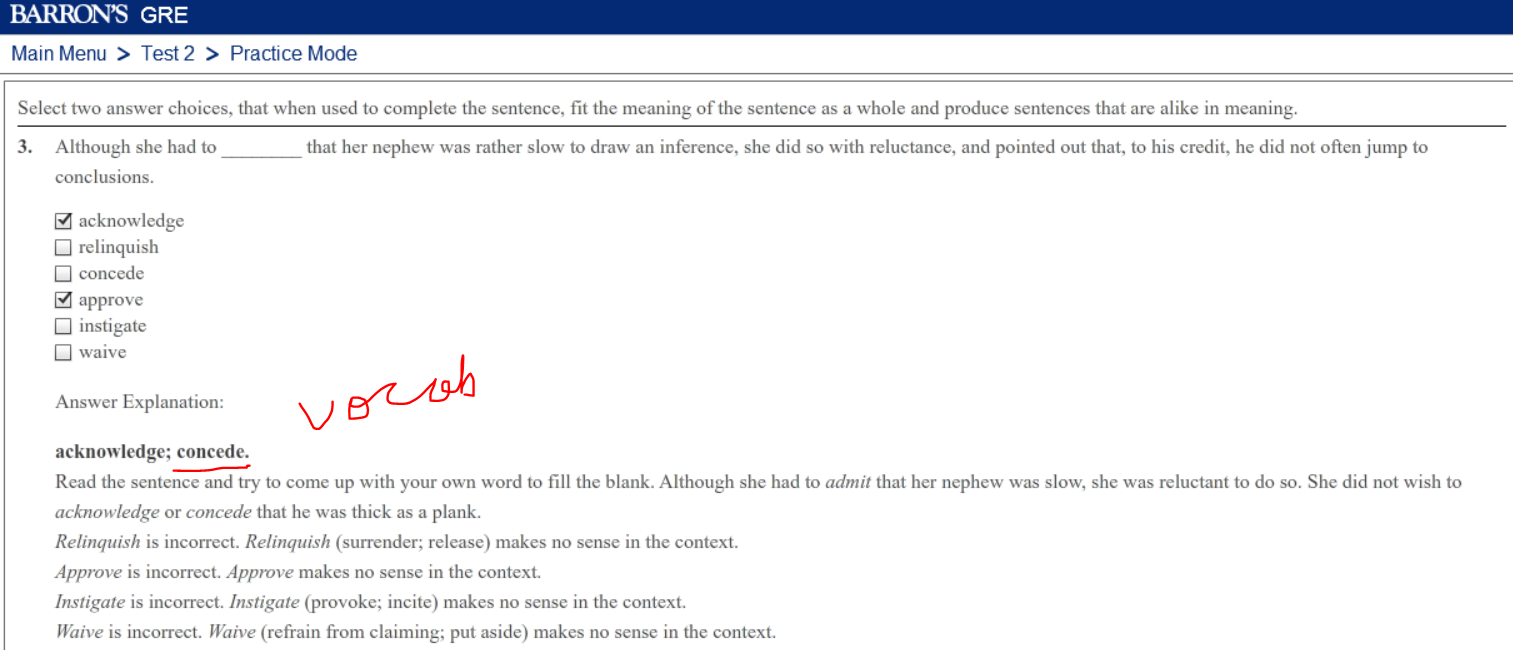 BARRON'S GRE
Main Menu > Test 2 > Practice Mode
Select two answer choices, that when used to complete the sentence, fit the meaning of the sentence as a whole and produce sentences that are alike in meaning.
3. Although she had to ________ that her nephew was rather slow to draw an inference, she did so with reluctance, and pointed out that, to his credit, he did not often jump to
conclusions.
acknowledge
relinquish
concede
approve
instigate
waive
vocab
Answer Explanation:
acknowledge; concede.
Read the sentence and try to come up with your own word to fill the blank. Although she had to admit that her nephew was slow, she was reluctant to do so. She did not wish to
acknowledge or concede that he was thick as a plank.
Relinquish is incorrect. Relinquish (surrender; release) makes no sense in the context.
Approve is incorrect. Approve makes no sense in the context.
Instigate is incorrect. Instigate (provoke; incite) makes no sense in the context.
Waive is incorrect. Waive (refrain from claiming; put aside) makes no sense in the context.